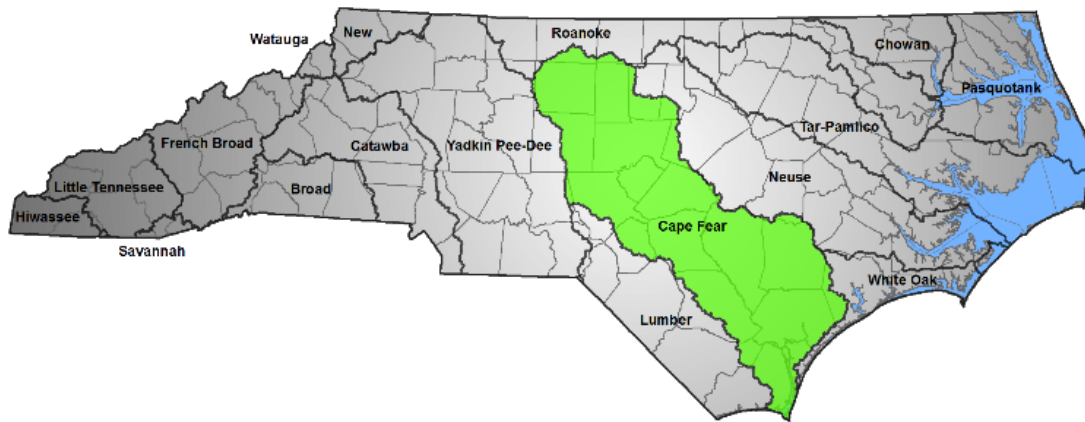 New
Roanoke
Watauga
Chowan
Pasquotank
Tar-Pamlico
French Broad
Catawba
Yadkin Pee-Dee
Neuse
Little Tennessee
Broad
Hiwassee
Cape Fear
Savannah
White Oak
Lumber